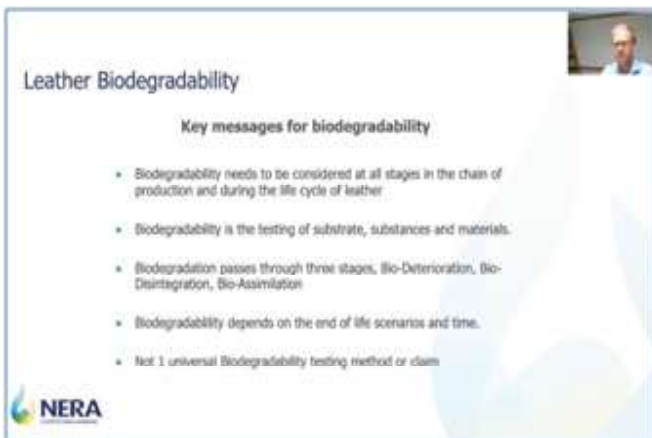 Leather Biodegradability
Key messages for biodegradability
• Biodegradability needs to be considered at all stages in the chain of
production and during the life cycle of leather
• Biodegradability is the testing of substrate, substances and materials.
• Biodegradation passes through three stages, Bio-Deterioration, Bio-
Disintegration, Bio-Assimilation
• Biodegradability depends on the end of life scenarios and time.
• Not 1 universal Biodegradability testing method or claim
NERA